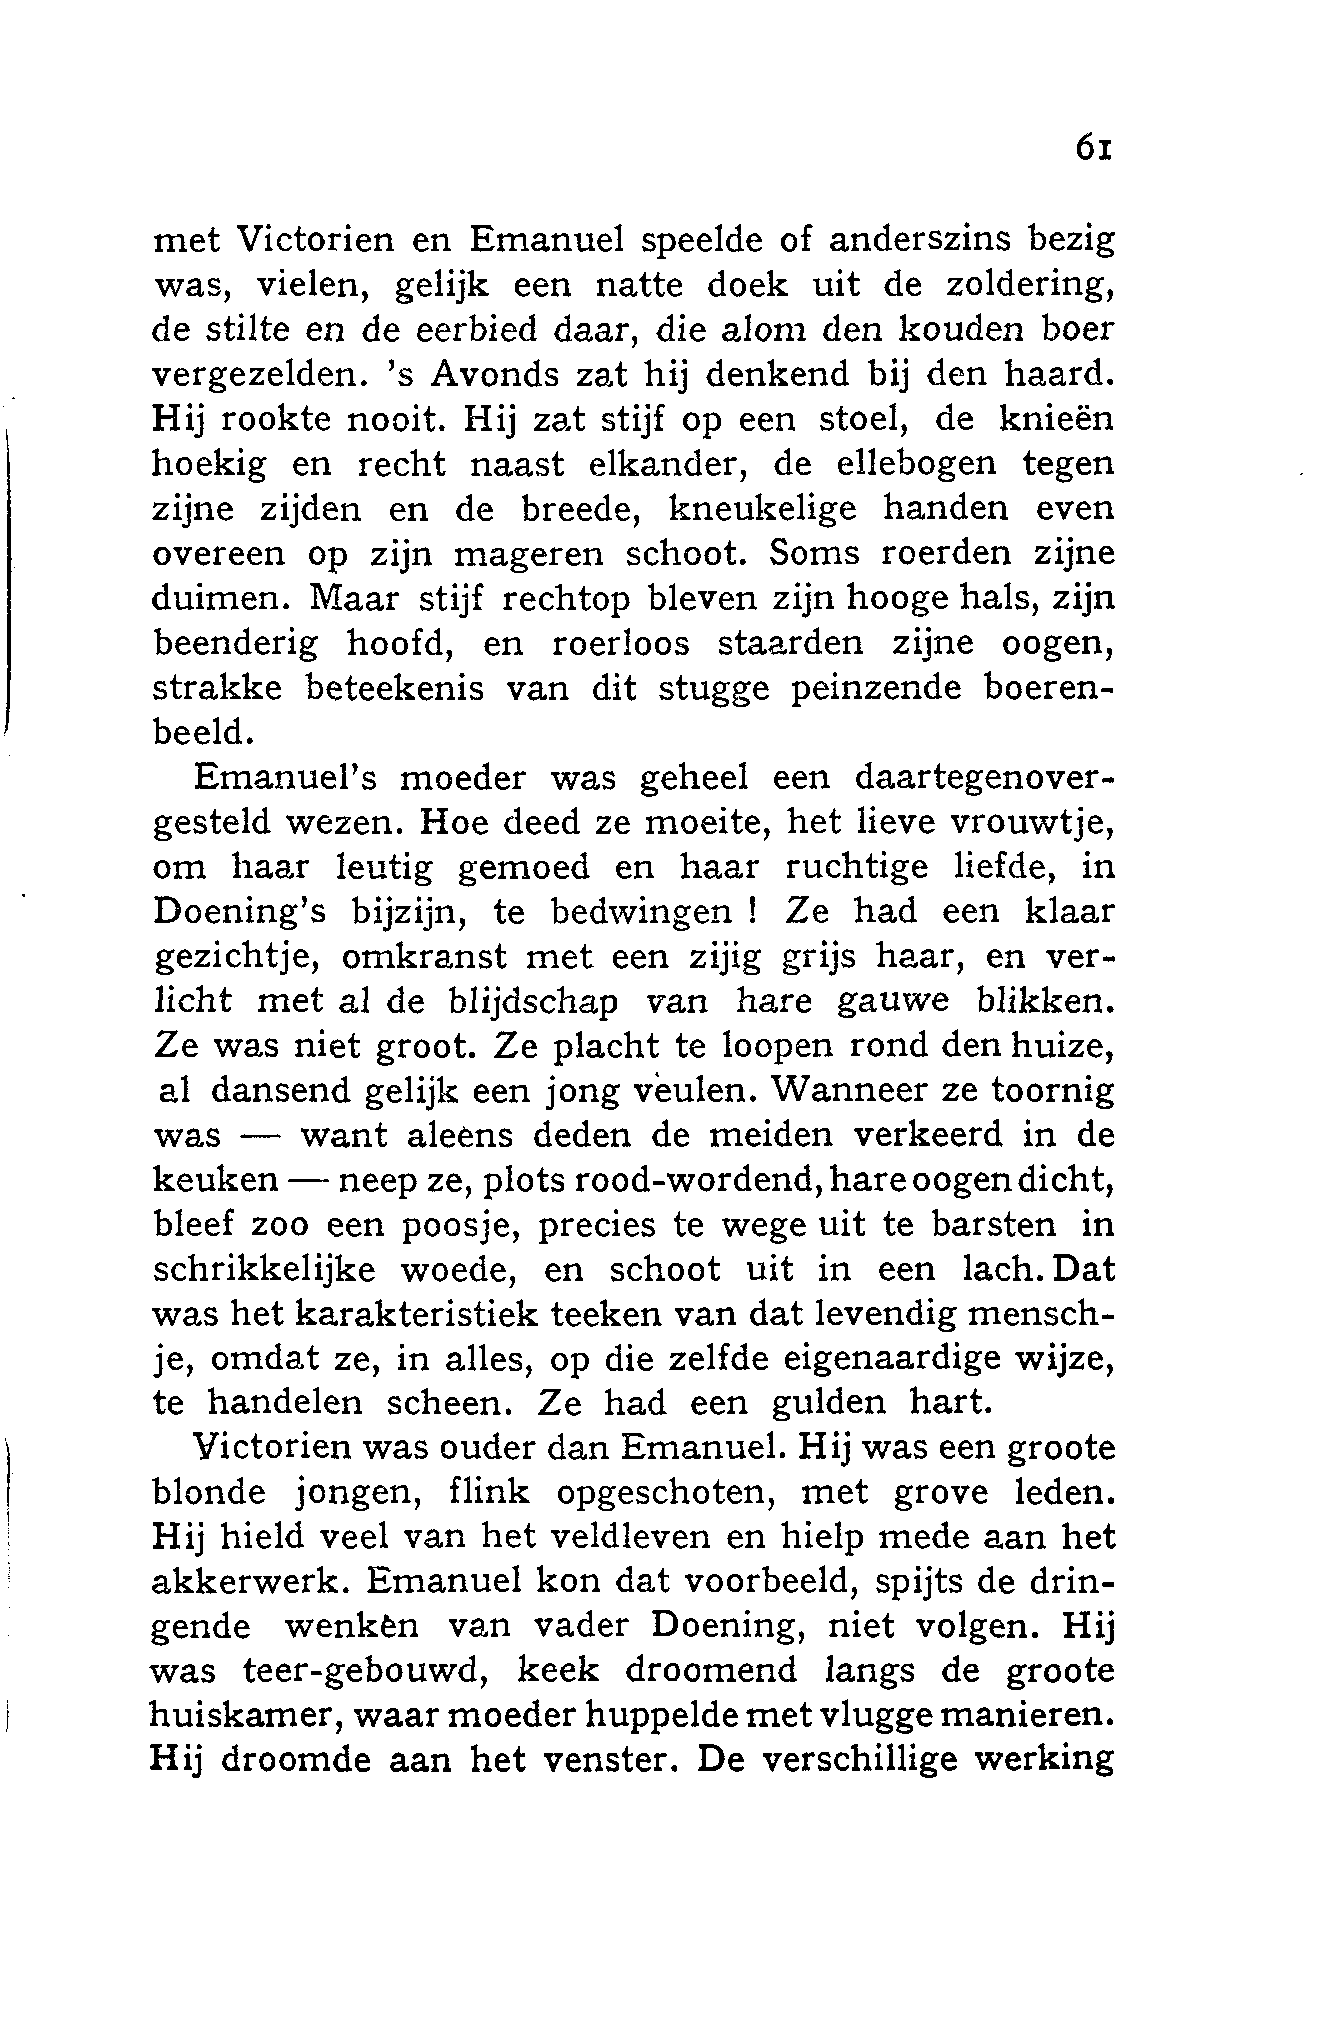 61
met Victorien en Emanuel speelde of anderszins bezig
was, vielen, gelijk een natte doek uit de zoldering,
de stilte en de eerbied daar, die alom den kouden boer
vergezelden. 's Avonds zat hij denkend bij den haard.
Hij rookte nooit. Hij zat stijf op een stoel, de knieën
hoekig en recht naast elkander, de ellebogen tegen
zijne zijden en de breede, kneukelige handen even
overeen op zijn mageren schoot. Soms roerden zijne
duimen. Maar stijf rechtop bleven zijn hooge hals, zijn
beenderig hoofd, en roerloos staarden zijne oogen,
strakke beteekenis van dit stugge peinzende boeren-
beeld.
Emanuel's moeder was geheel een daartegenover-
gesteld wezen. Hoe deed ze moeite, het lieve vrouwtje,
om haar leutig gemoed en haar ruchtige liefde, in
Doening's bijzijn, te bedwingen ! Ze had een klaar
gezichtje, omkranst met een zijig grijs haar, en ver-
licht met al de blijdschap van hare gauwe blikken.
Ze was niet groot. Ze placht te loopen rond den huize,
al dansend gelijk een jong veulen. Wanneer ze toornig
was — want aleens deden de meiden verkeerd in de
keuken — neep ze, plots rood-wordend, hare oogen dicht,
bleef zoo een poosje, precies te wege uit te barsten in
schrikkelijke woede, en schoot uit in een lach. Dat
was het karakteristiek teeken van dat levendig mensch-
je, omdat ze, in alles, op die zelfde eigenaardige wijze,
te handelen scheen. Ze had een gulden hart.
Victorien was ouder dan Emanuel. Hij was een groote
blonde jongen, flink opgeschoten, met grove leden.
Hij hield veel van het veldleven en hielp mede aan het
akkerwerk. Emanuel kon dat voorbeeld, spijts de drin-
gende wenken van vader Doening, niet volgen. Hij
was teer-gebouwd, keek droomend langs de groote
huiskamer, waar moeder huppelde met vlugge manieren.
Hij droomde aan het venster. De verschillige werking